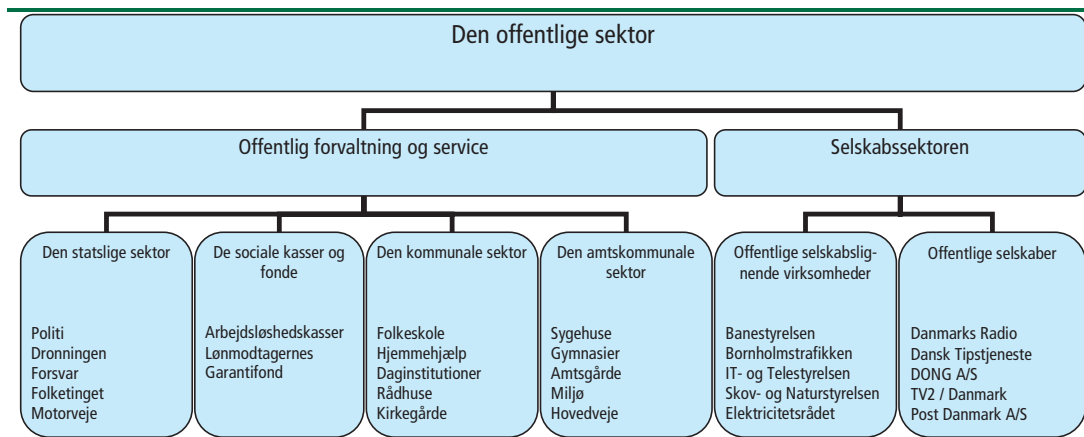 Den offentlige sektor
Offentlig forvaltning og service
Selskabssektoren
Den statslige sektor
Politi
Dronningen
Forsvar
Folketinget
Motorveje
De sociale kasser og
fonde
Arbejdsløshedskasser
Lønmodtagernes
Garantifond
Den kommunale sektor
Folkeskole
Hjemmehjælp
Daginstitutioner
Rådhuse
Kirkegårde
Den amtskommunale
sektor
Sygehuse
Gymnasier
Amtsgårde
Miljø
Hovedveje
Offentlige selskabslig-
nende virksomheder
Banestyrelsen
Bornholmstrafikken
IT- og Telestyrelsen
Skov- og Naturstyrelsen
Elektricitetsrådet
Offentlige selskaber
Danmarks Radio
Dansk Tipstjeneste
DONG A/S
TV2 / Danmark
Post Danmark A/S